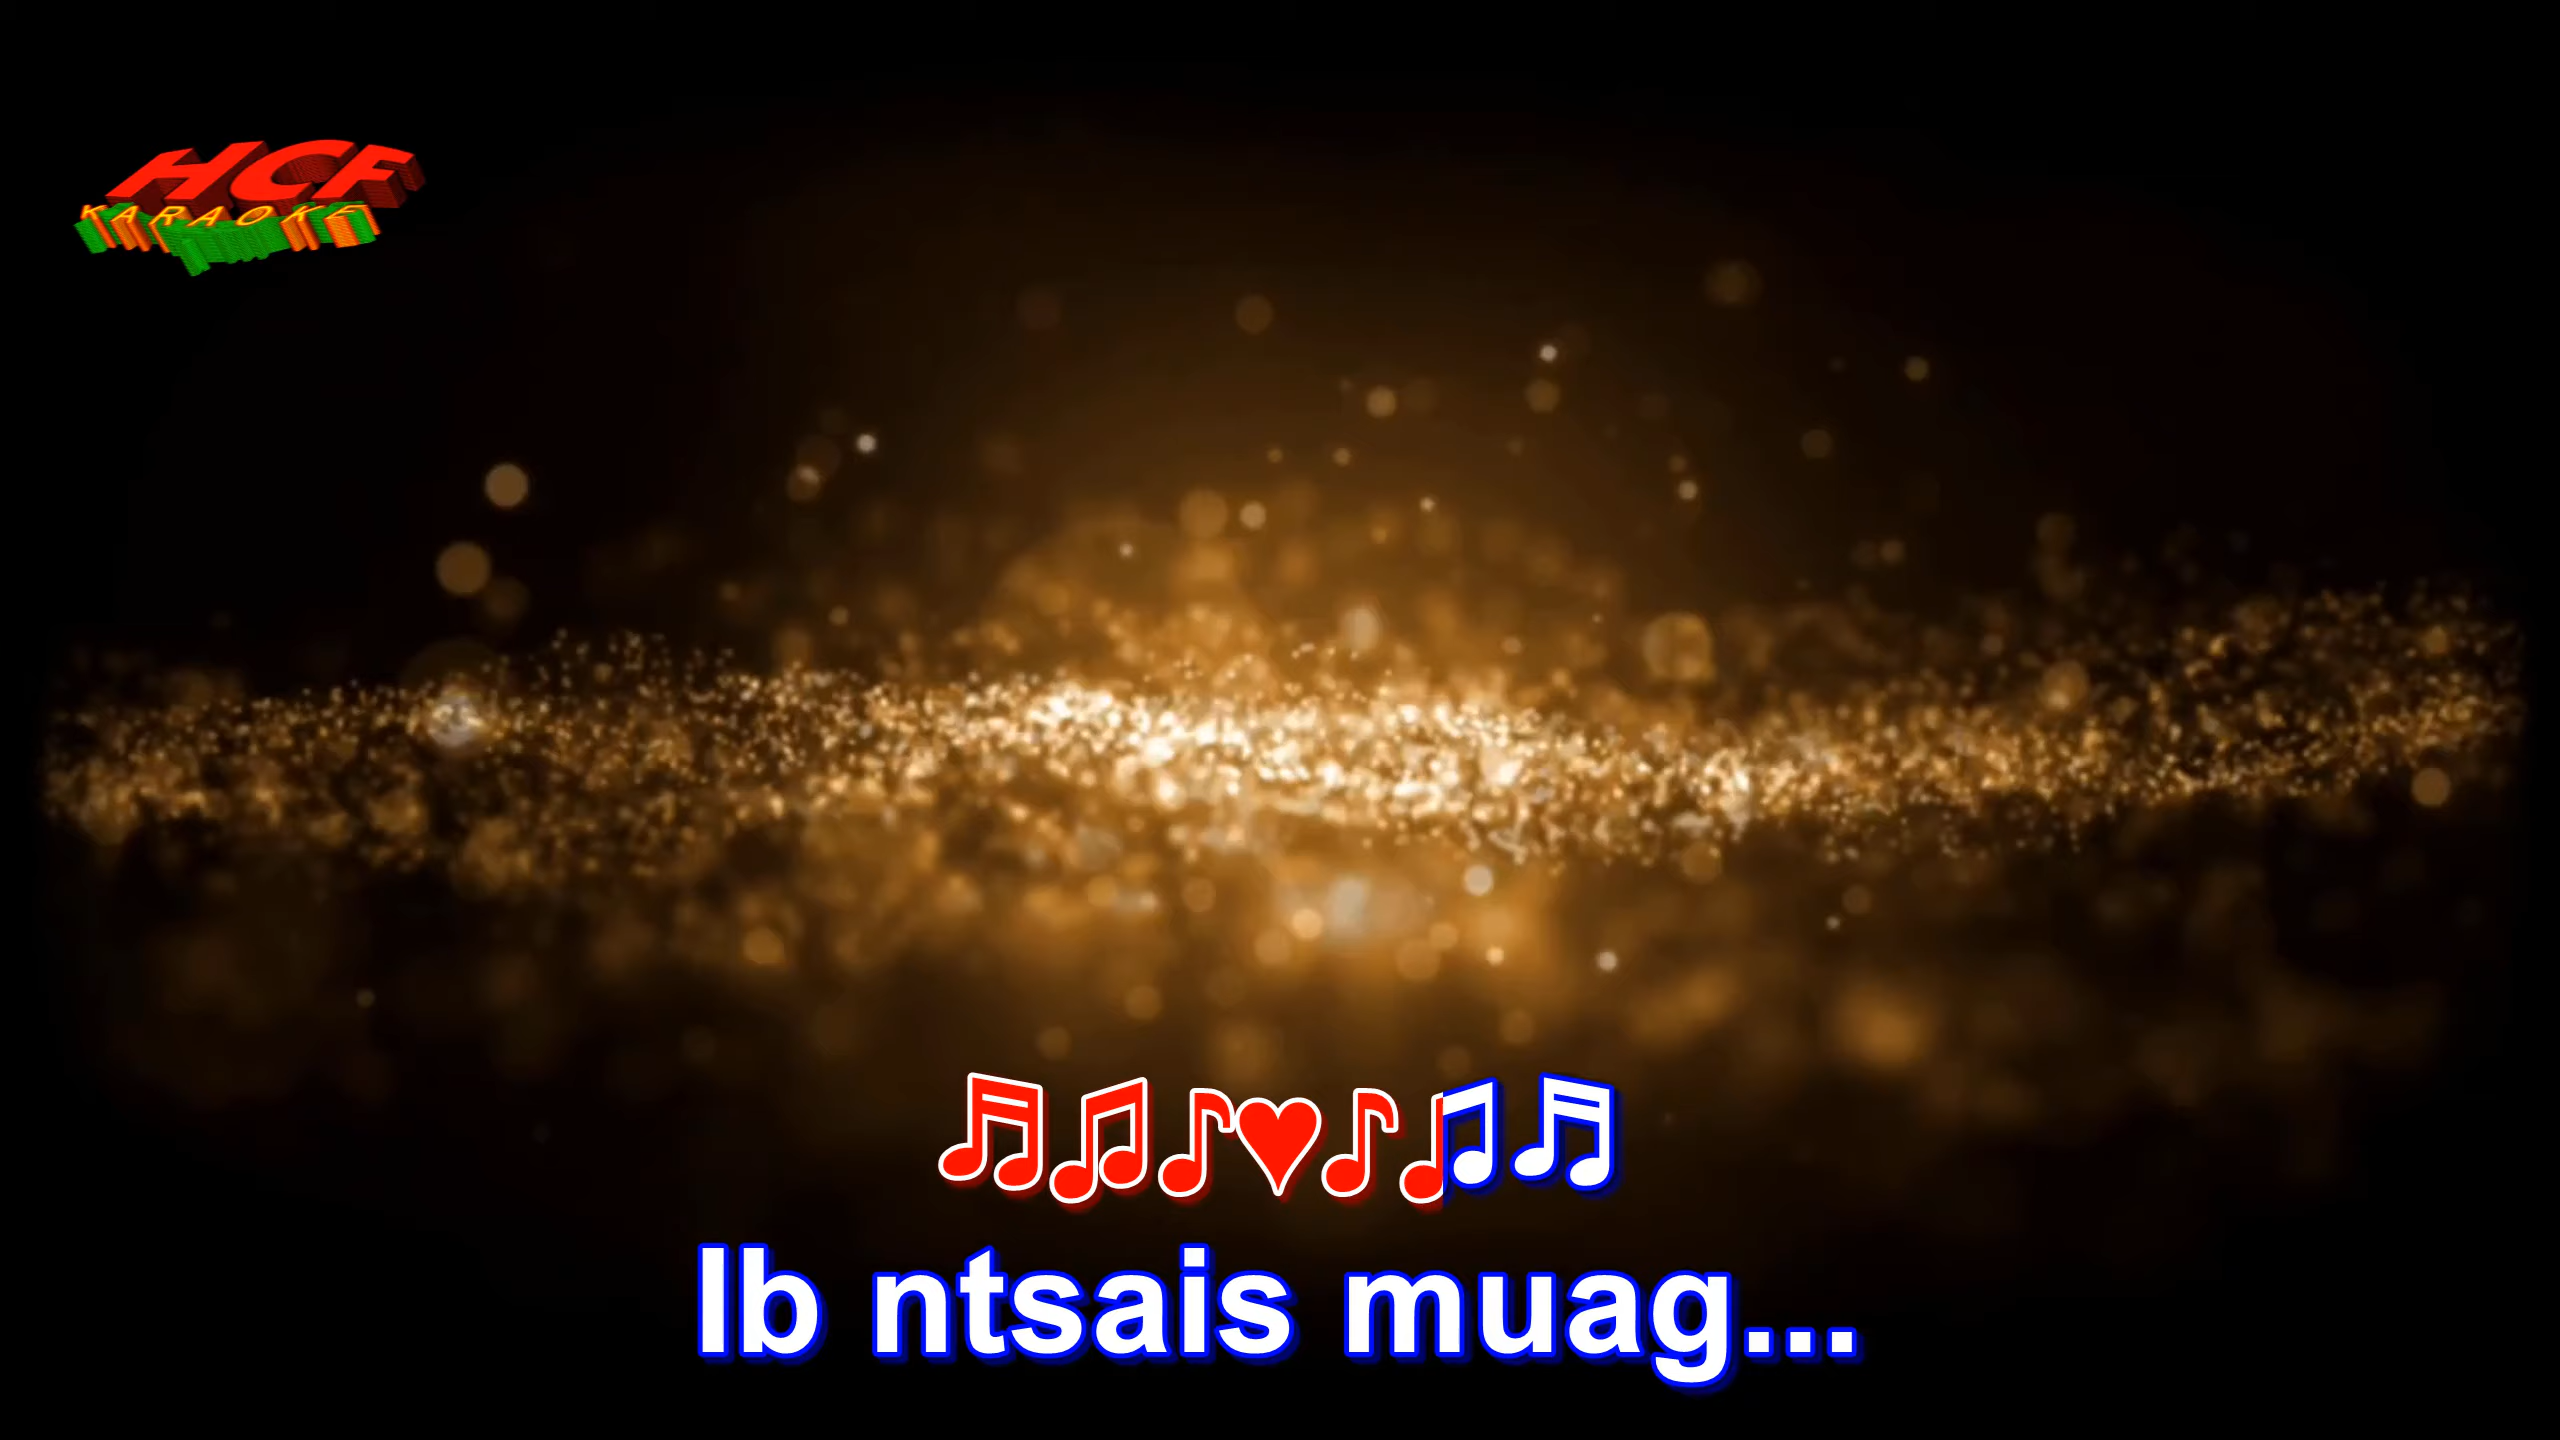 HCF
KARAOKE
♬♫♪♥♪♫♬
Ib ntsais muag...